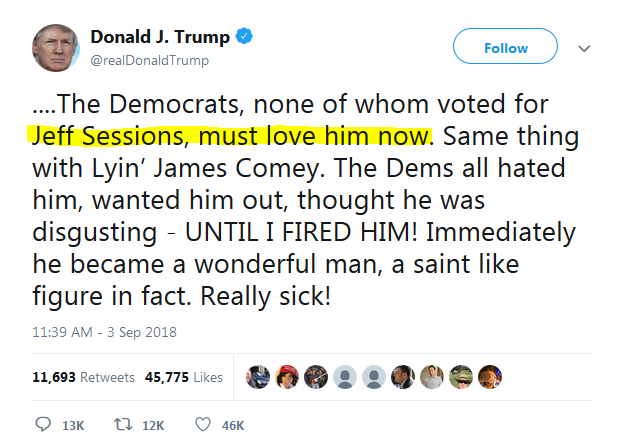 Donald J. Trump
Follow
@realDonaldTrump
....The Democrats, none of whom voted for
Jeff Sessions, must love him now. Same thing
with Lyin’ James Comey. The Dems all hated
him, wanted him out, thought he was
disgusting - UNTIL I FIRED HIM! Immediately
he became a wonderful man, a saint like
figure in fact. Really sick!
11:39 AM - 3 Sep 2018
11,693 Retweets 45,775 Likes
13K 12K 46K